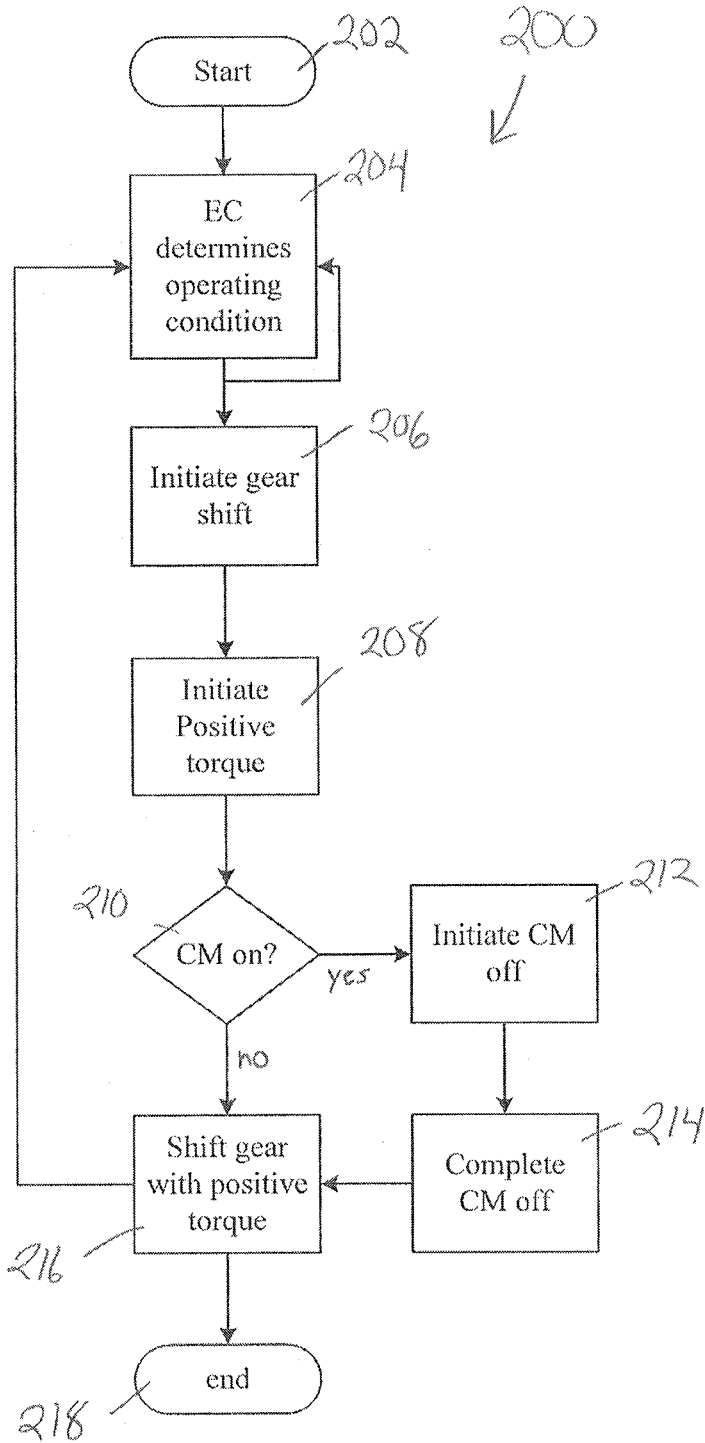 202
200
Start
204
EC
determines
operating
condition
206
Initiate gear
shift
208
Initiate
Positive
torque
210
CM on?
yes
212
Initiate CM
off
no
214
Complete
CM off
Shift gear
with positive
torque
216
end
218